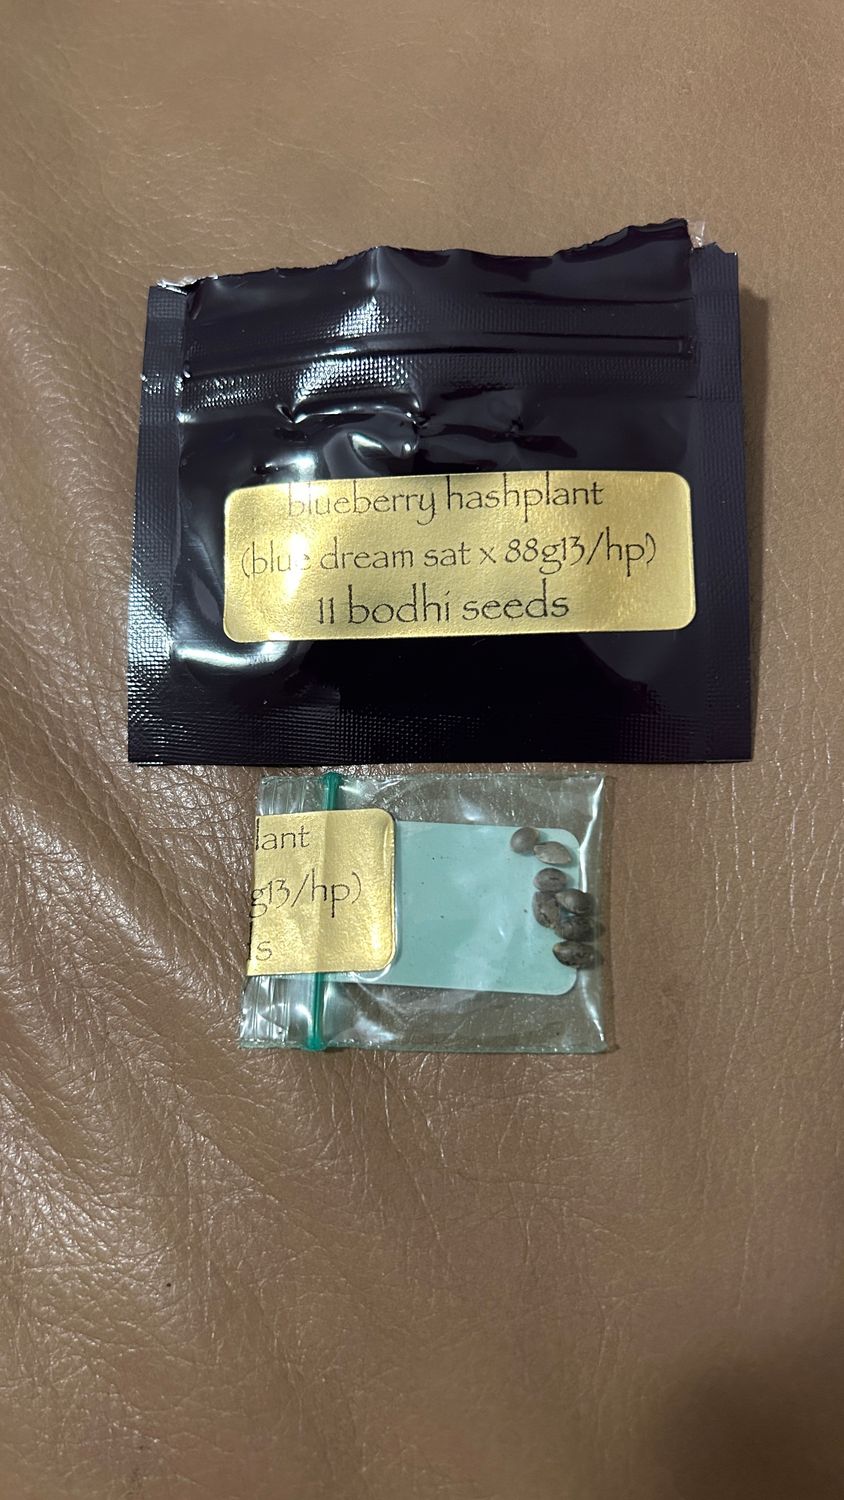 blueberry hashplant
(blue dream sat x 88g13/hp)
11 bodhi seeds
lant
g13/hp)
s